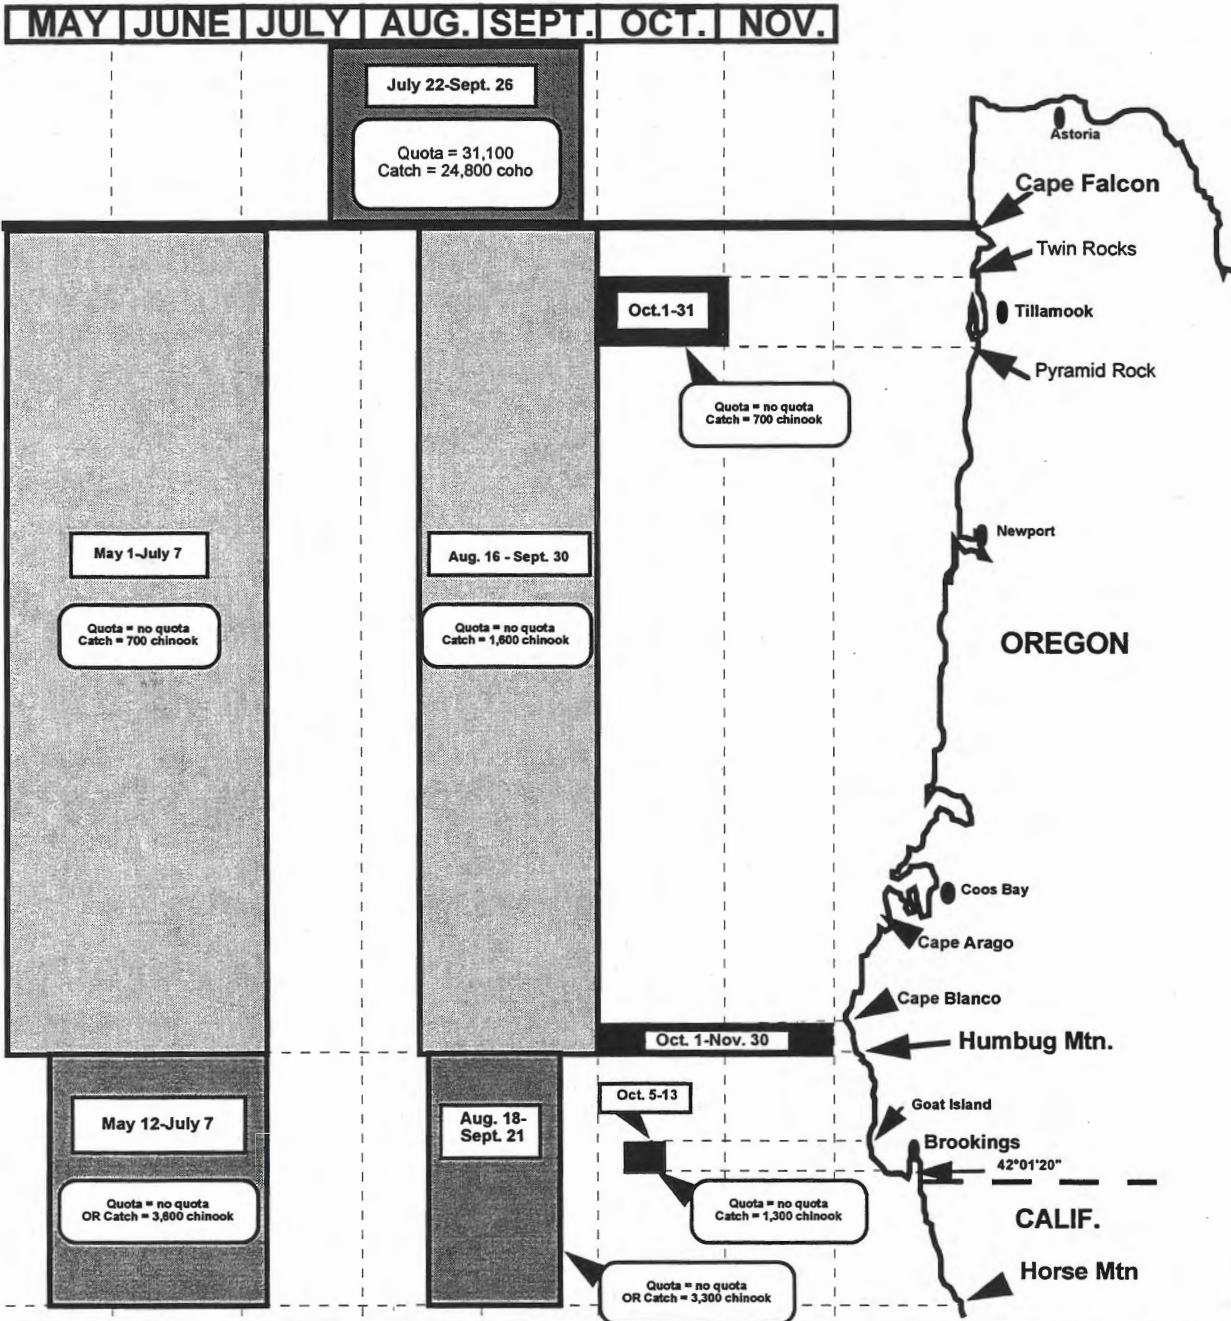 MAY JUNE JULY AUG. SEPT. OCT. NOV.
July 22-Sept. 26
Quota = 31,100
Catch = 24,800 coho
Astoria
Cape Falcon
Twin Rocks
Oct.1-31
Tillamook
Pyramid Rock
Quota = no quota
Catch = 700 chinook
Newport
May 1-July 7
Aug. 16 - Sept. 30
Quota = no quota
Catch = 700 chinook
Quota = no quota
Catch = 1,600 chinook
OREGON
Coos Bay
Cape Arago
Cape Blanco
Oct. 1-Nov. 30
Humbug Mtn.
Oct. 5-13
Goat Island
May 12-July 7
Aug. 18-
Sept. 21
Brookings
42°01'20"
Quota = no quota
OR Catch = 3,600 chinook
Quota = no quota
Catch = 1,300 chinook
CALIF.
Horse Mtn
Quota = no quota
OR Catch = 3,300 chinook